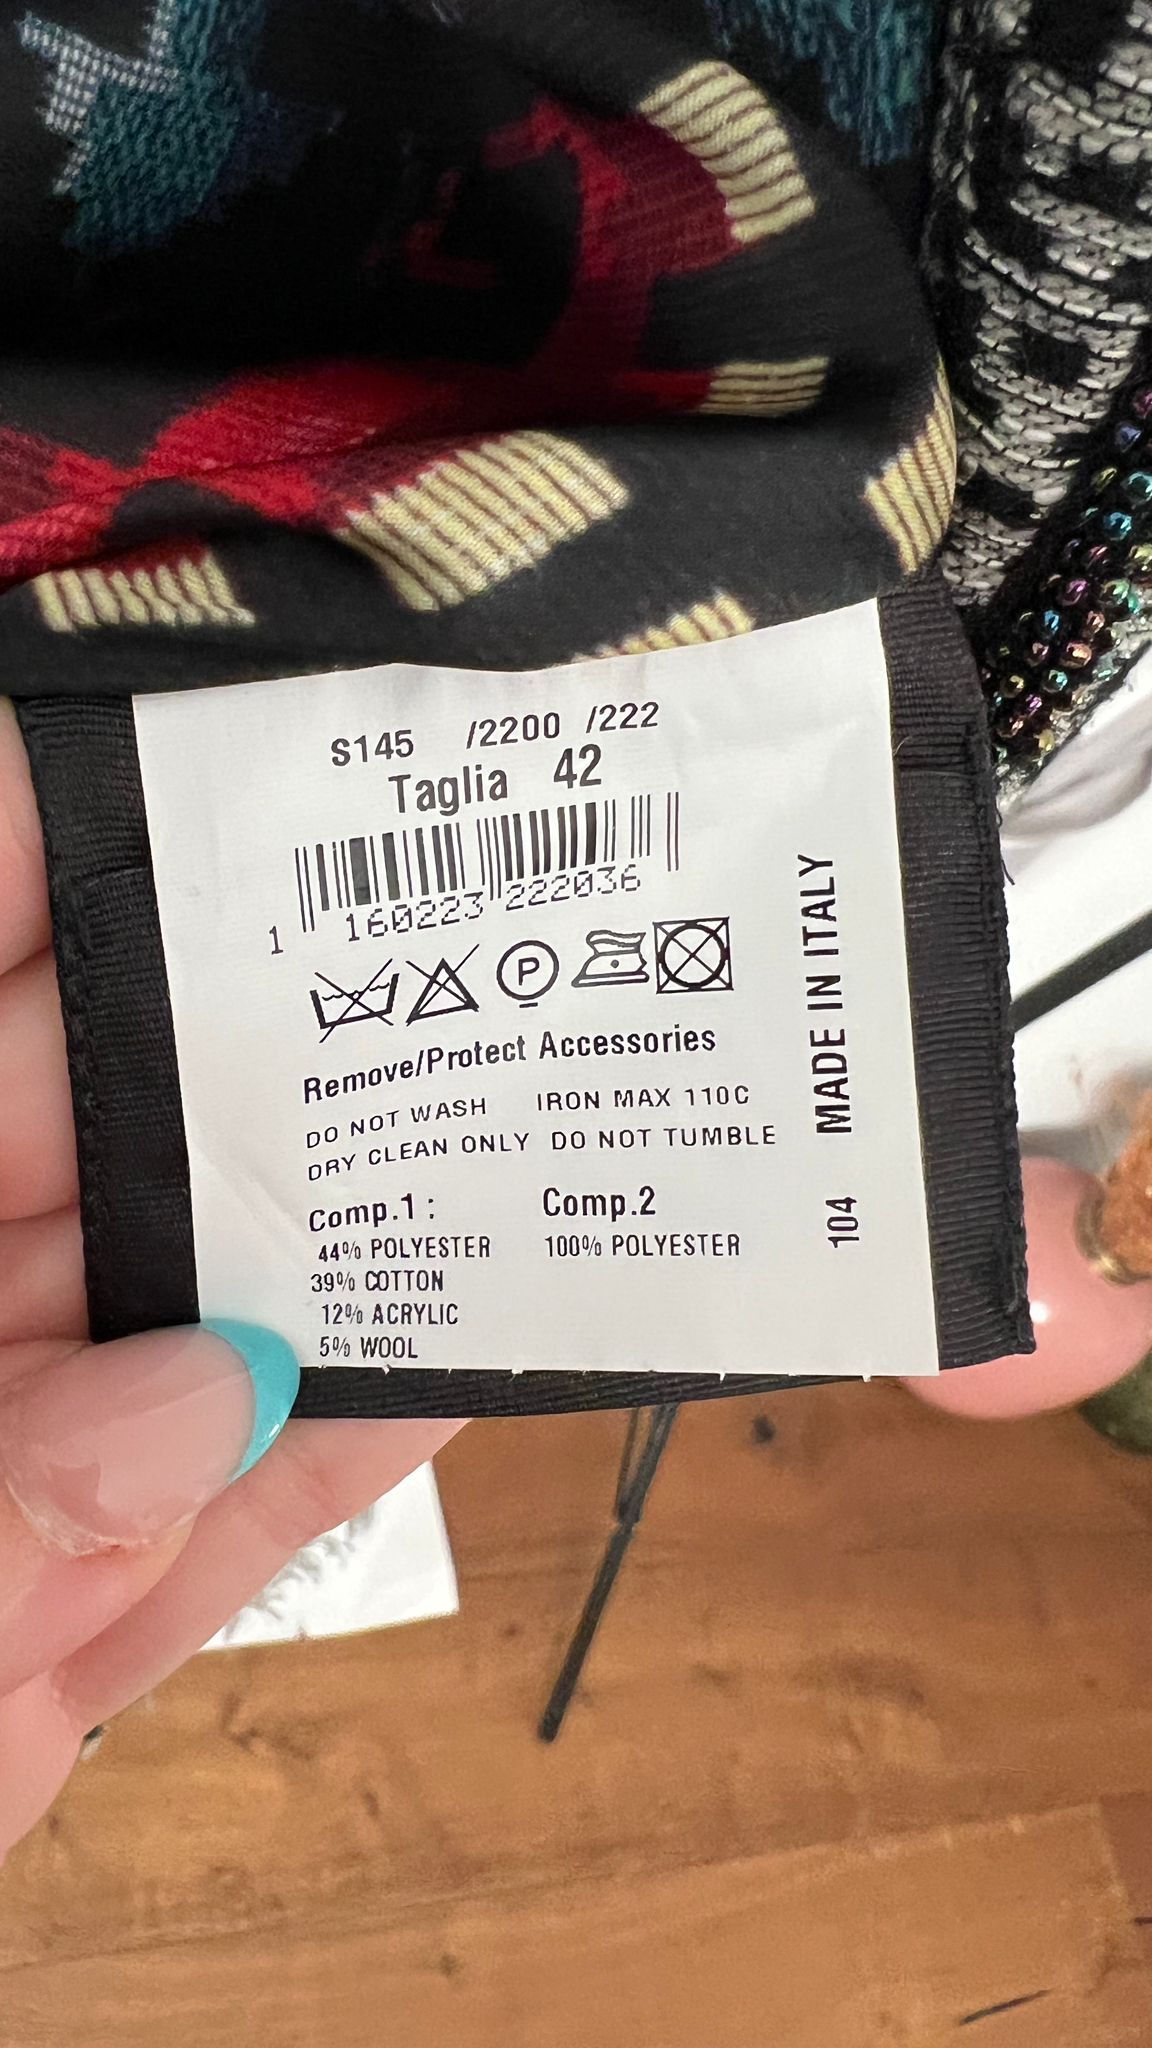 S145 /2200 /222
Taglia 42
1 160223 222036
P
Remove/Protect Accessories
DO NOT WASH IRON MAX 110C
DRY CLEAN ONLY DO NOT TUMBLE
Comp.1 : Comp.2
44% POLYESTER 100% POLYESTER
39% COTTON
12% ACRYLIC
5% WOOL
104 MADE IN ITALY